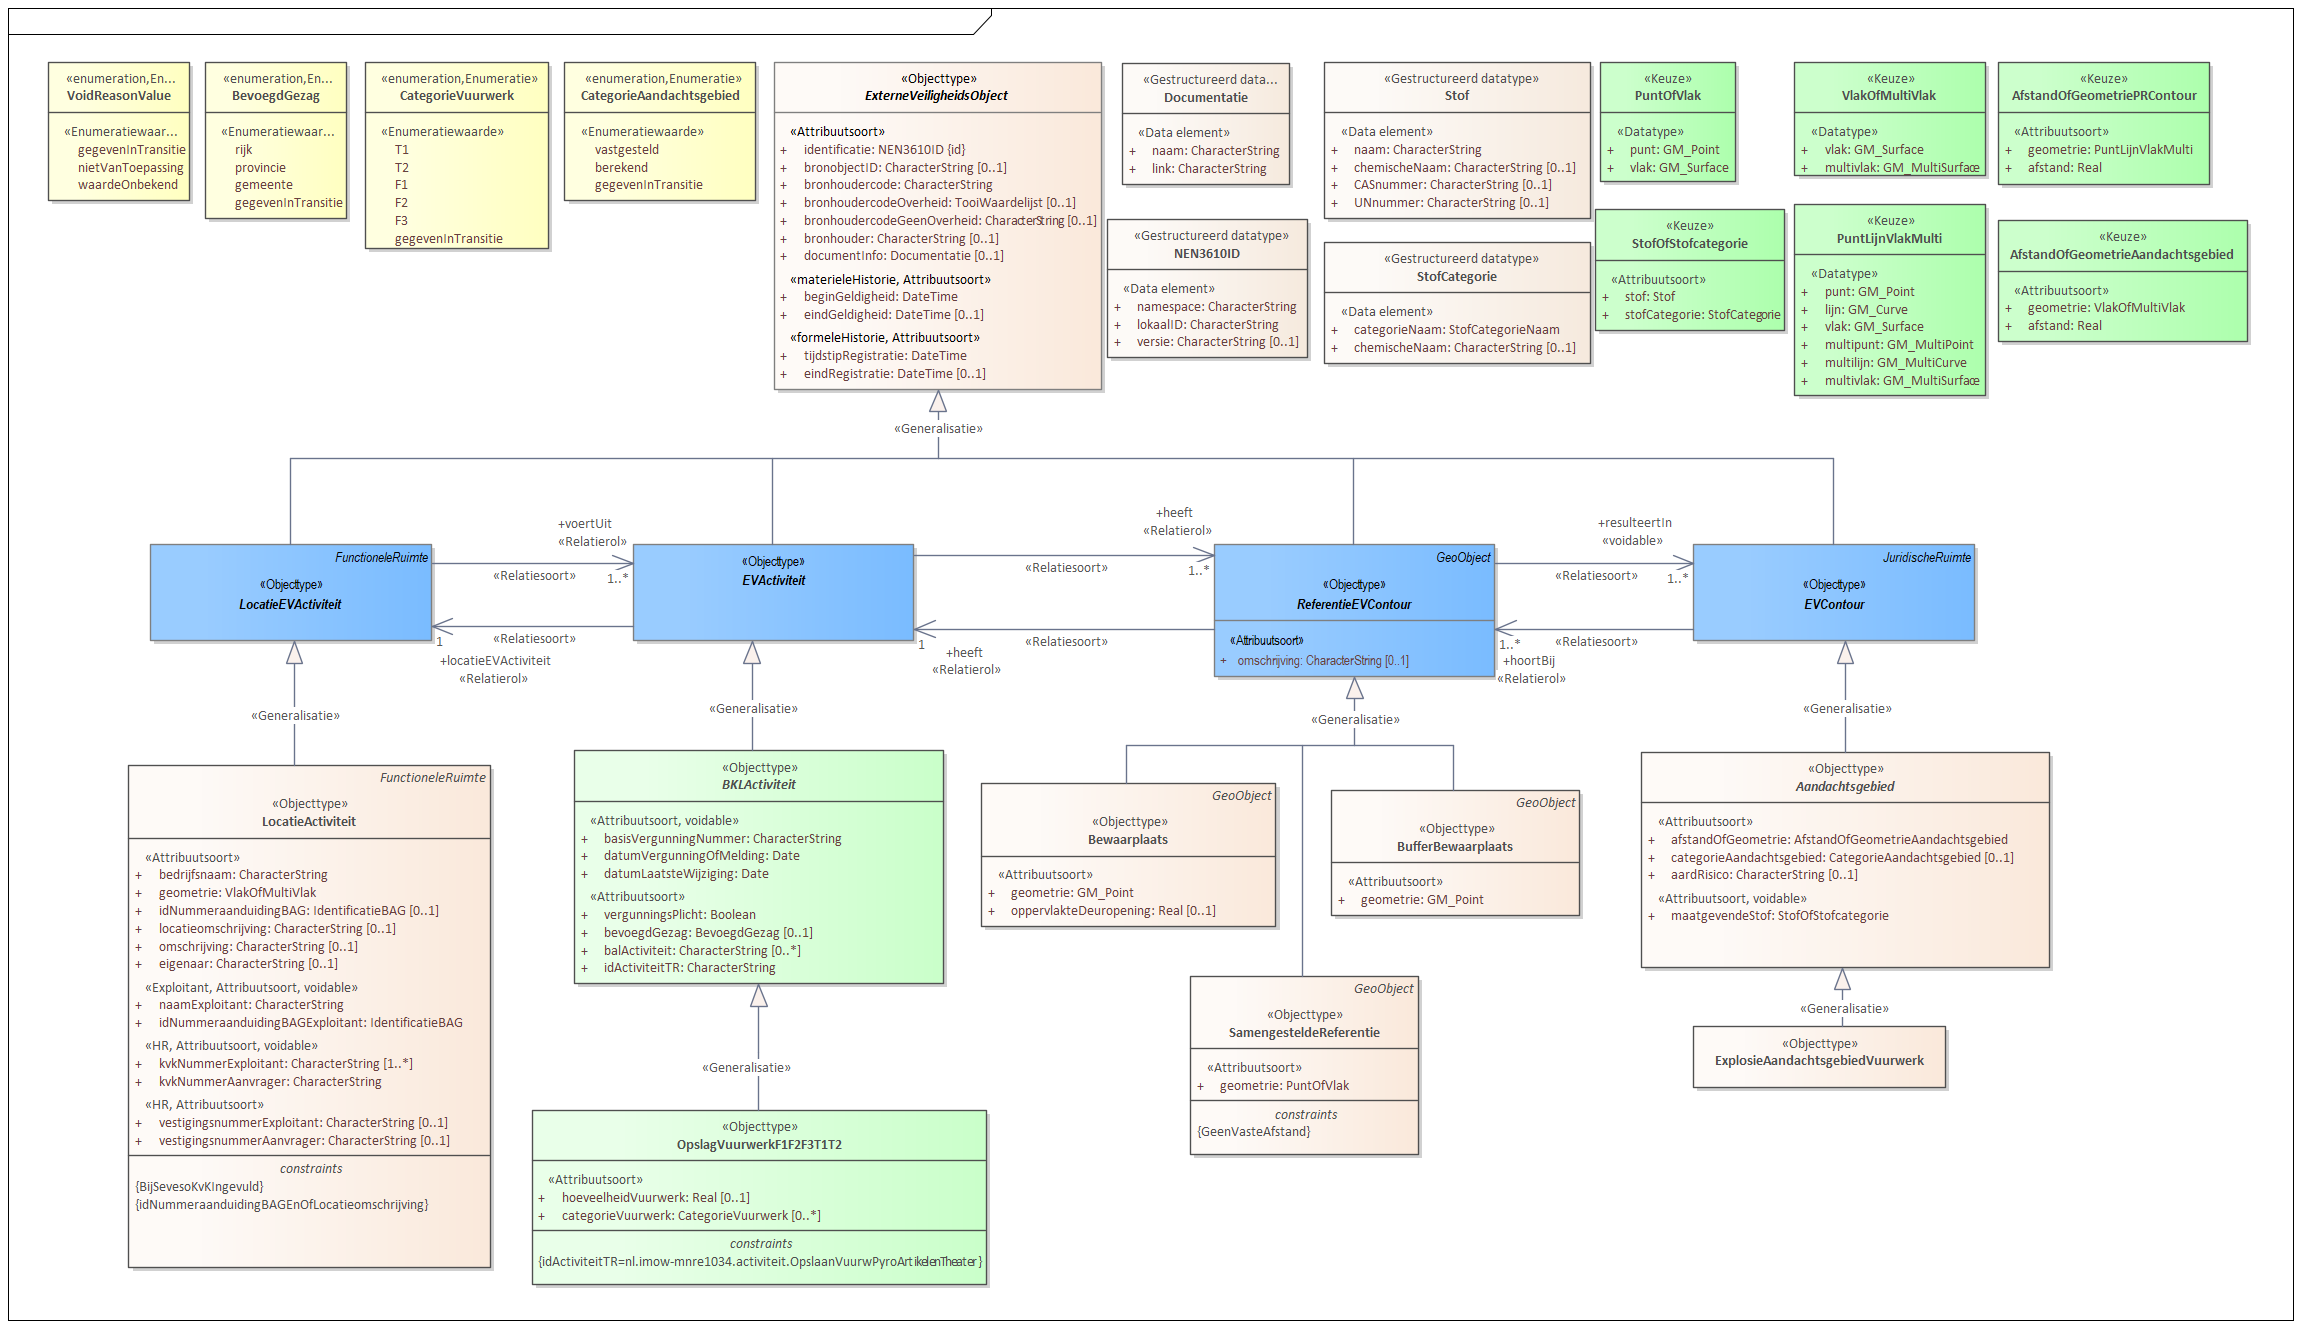 «enumeration,En...
VoidReasonValue
«Enumeratiewaar...
gegevenInTransitie
nietVanToepassing
waardeOnbekend
«enumeration,En...
BevoegdGezag
«Enumeratiewaar...
rijk
provincie
gemeente
gegevenInTransitie
«enumeration,Enumeratie»
CategorieVuurwerk
«Enumeratiewaarde»
T1
T2
F1
F2
F3
gegevenInTransitie
«enumeration,Enumeratie»
CategorieAandachtsgebied
«Enumeratiewaarde»
vastgesteld
berekend
gegevenInTransitie
«Objecttype»
ExterneVeiligheidsObject
«Attribuutsoort»
+ identificatie: NEN3610ID {id}
+ bronobjectID: CharacterString [0..1]
+ bronhoudercode: CharacterString
+ bronhoudercodeOverheid: TooiWaardelijst [0..1]
+ bronhoudercodeGeenOverheid: CharacterString [0..1]
+ bronhouder: CharacterString [0..1]
+ documentInfo: Documentatie [0..1]
«materieleHistorie, Attribuutsoort»
+ beginGeldigheid: DateTime
+ eindGeldigheid: DateTime [0..1]
«formeleHistorie, Attribuutsoort»
+ tijdstipRegistratie: DateTime
+ eindRegistratie: DateTime [0..1]
«Gestructureerd data...
Documentatie
«Data element»
+ naam: CharacterString
+ link: CharacterString
«Gestructureerd datatype»
NEN3610ID
«Data element»
+ namespace: CharacterString
+ lokaalID: CharacterString
+ versie: CharacterString [0..1]
«Gestructureerd datatype»
Stof
«Data element»
+ naam: CharacterString
+ chemischeNaam: CharacterString [0..1]
+ CASnummer: CharacterString [0..1]
+ UNnummer: CharacterString [0..1]
«Gestructureerd datatype»
StofCategorie
«Data element»
+ categorieNaam: StofCategorieNaam
+ chemischeNaam: CharacterString [0..1]
«Keuze»
PuntOfVlak
«Datatype»
+ punt: GM_Point
+ vlak: GM_Surface
«Keuze»
StofOfStofcategorie
«Attribuutsoort»
+ stof: Stof
+ stofCategorie: StofCategorie
«Keuze»
VlakOfMultiVlak
«Datatype»
+ vlak: GM_Surface
+ multivlak: GM_MultiSurface
«Keuze»
PuntLijnVlakMulti
«Datatype»
+ punt: GM_Point
+ lijn: GM_Curve
+ vlak: GM_Surface
+ multipunt: GM_MultiPoint
+ multilijn: GM_MultiCurve
+ multivlak: GM_MultiSurface
«Keuze»
AfstandOfGeometriePRContour
«Attribuutsoort»
+ geometrie: PuntLijnVlakMulti
+ afstand: Real
«Keuze»
AfstandOfGeometrieAandachtsgebied
«Attribuutsoort»
+ geometrie: VlakOfMultiVlak
+ afstand: Real
«Generalisatie»
FunctioneleRuimte
«Objecttype»
LocatieEVActiviteit
+voertUit
«Relatierol»
«Relatiesoort»
1..*
«Relatiesoort»
1
+locatieEVActiviteit
«Relatierol»
«Objecttype»
EVActiviteit
+heeft
«Relatierol»
«Relatiesoort»
1..*
«Relatiesoort»
1
+heeft
«Relatierol»
GeoObject
«Objecttype»
ReferentieEVContour
«Attribuutsoort»
+ omschrijving: CharacterString [0..1]
+resulteertIn
«voidable»
«Relatiesoort»
1..*
«Relatiesoort»
1..*
+hoortBij
«Relatierol»
JuridischeRuimte
«Objecttype»
EVContour
«Generalisatie»
«Generalisatie»
«Generalisatie»
«Generalisatie»
FunctioneleRuimte
«Objecttype»
LocatieActiviteit
«Attribuutsoort»
+ bedrijfsnaam: CharacterString
+ geometrie: VlakOfMultiVlak
+ idNummeraanduidingBAG: IdentificatieBAG [0..1]
+ locatieomschrijving: CharacterString [0..1]
+ omschrijving: CharacterString [0..1]
+ eigenaar: CharacterString [0..1]
«Exploitant, Attribuutsoort, voidable»
+ naamExploitant: CharacterString
+ idNummeraanduidingBAGExploitant: IdentificatieBAG
«HR, Attribuutsoort, voidable»
+ kvkNummerExploitant: CharacterString [1..*]
+ kvkNummerAanvrager: CharacterString
«HR, Attribuutsoort»
+ vestigingsnummerExploitant: CharacterString [0..1]
+ vestigingsnummerAanvrager: CharacterString [0..1]
constraints
{BijSevesoKvKIngevuld}
{idNummeraanduidingBAGEnOfLocatieomschrijving}
«Objecttype»
BKLActiviteit
«Attribuutsoort, voidable»
+ basisVergunningNummer: CharacterString
+ datumVergunningOfMelding: Date
+ datumLaatsteWijziging: Date
«Attribuutsoort»
+ vergunningsPlicht: Boolean
+ bevoegdGezag: BevoegdGezag [0..1]
+ balActiviteit: CharacterString [0..*]
+ idActiviteitTR: CharacterString
«Generalisatie»
«Objecttype»
OpslagVuurwerkF1F2F3T1T2
«Attribuutsoort»
+ hoeveelheidVuurwerk: Real [0..1]
+ categorieVuurwerk: CategorieVuurwerk [0..*]
constraints
{idActiviteitTR=nl.imow-mnre1034.activiteit.OpslaanVuurwPyroArtikelenTheater}
GeoObject
«Objecttype»
Bewaarplaats
«Attribuutsoort»
+ geometrie: GM_Point
+ oppervlakteDeuropening: Real [0..1]
GeoObject
«Objecttype»
BufferBewaarplaats
«Attribuutsoort»
+ geometrie: GM_Point
GeoObject
«Objecttype»
SamengesteldeReferentie
«Attribuutsoort»
+ geometrie: PuntOfVlak
constraints
{GeenVasteAfstand}
«Objecttype»
Aandachtsgebied
«Attribuutsoort»
+ afstandOfGeometrie: AfstandOfGeometrieAandachtsgebied
+ categorieAandachtsgebied: CategorieAandachtsgebied [0..1]
+ aardRisico: CharacterString [0..1]
«Attribuutsoort, voidable»
+ maatgevendeStof: StofOfStofcategorie
«Generalisatie»
«Objecttype»
ExplosieAandachtsgebiedVuurwerk